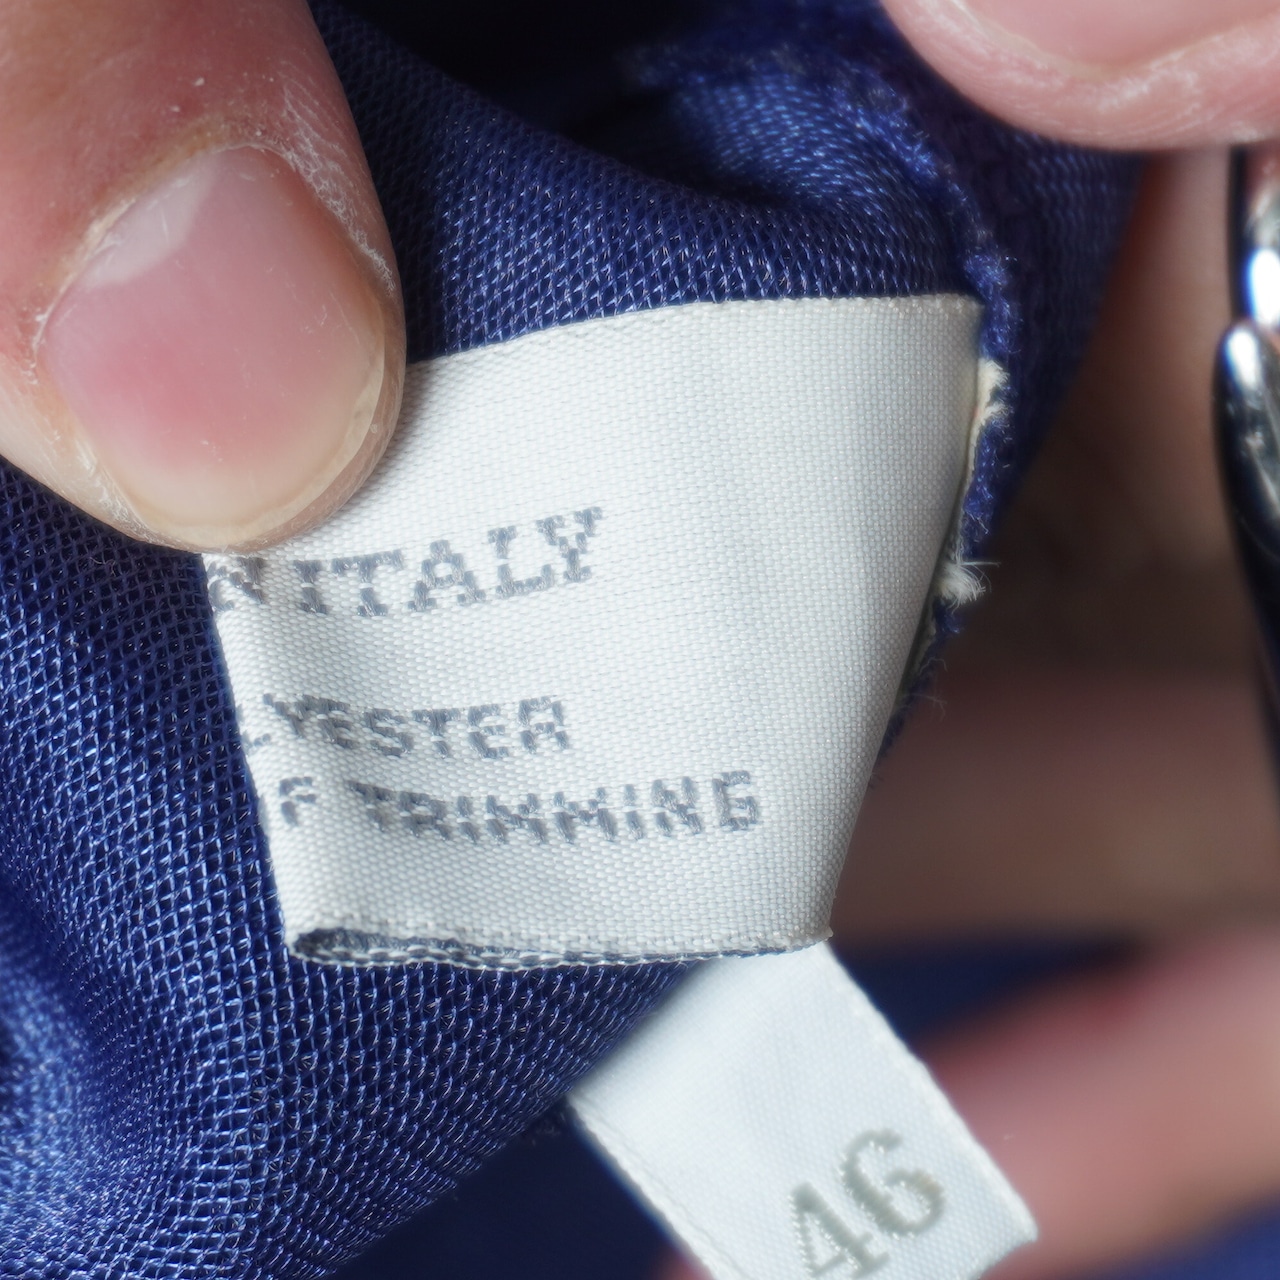 N ITALY
LYESTER
F TRIMMING
46